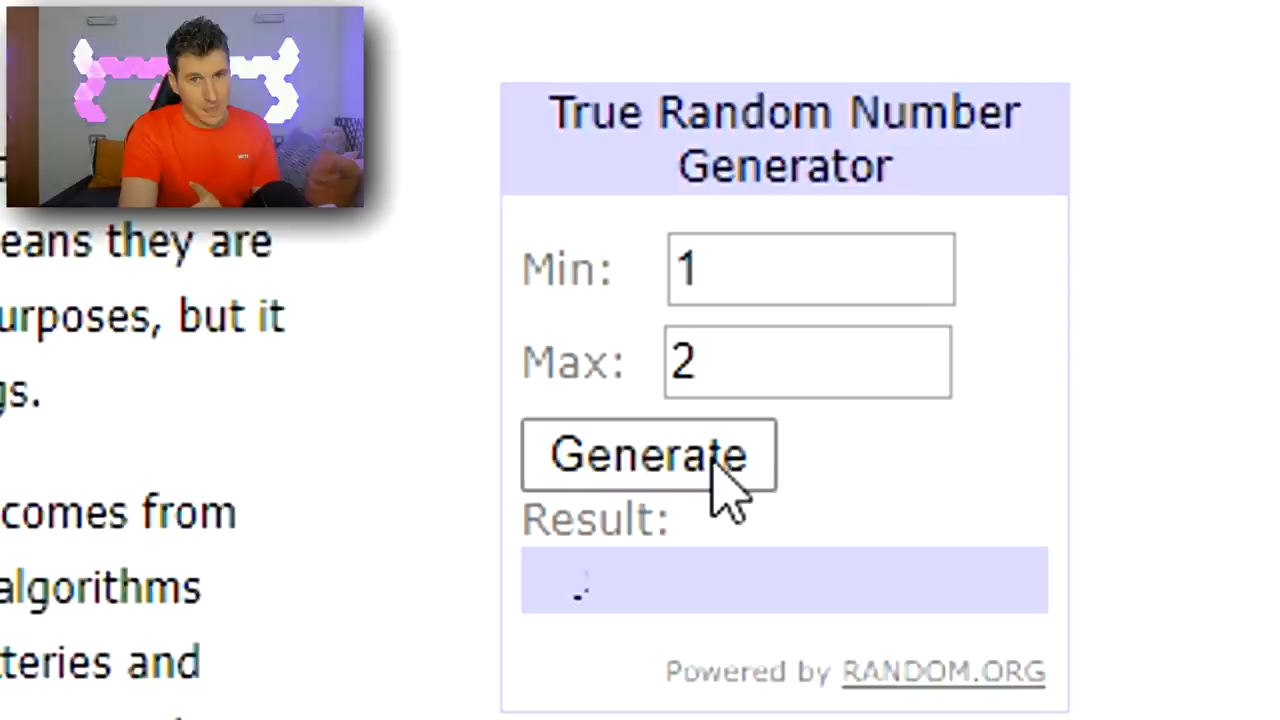 eans they are
urposes, but it
gs.
comes from
algorithms
tteries and
True Random Number
Generator
Min: 1
Max: 2
Generate
Result:
Powered by RANDOM.ORG